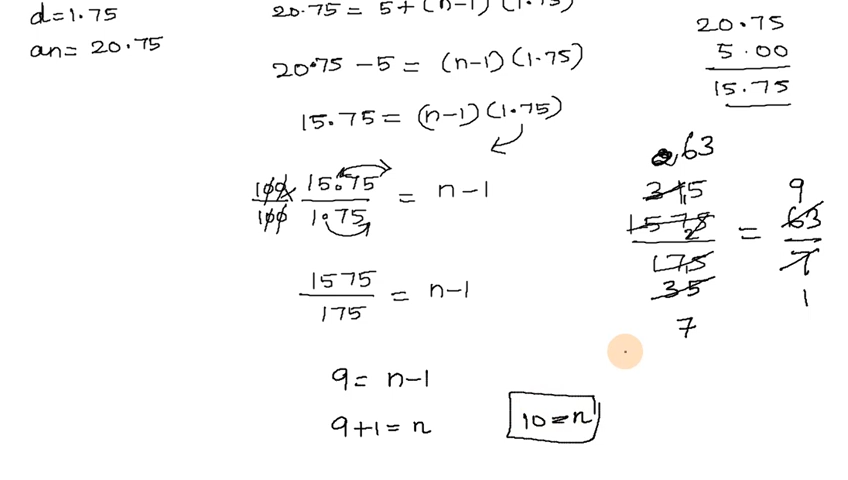 d=1.75
an= 20.75
20.75 = 5+(n-1)(1.75)
20.75 -5 = (n-1)(1.75)
15.75 = (n-1)(1.75)
100/100 × 15.75/1.75 = n-1
1575/175 = n-1
9 = n-1
9+1 = n
10=n
20.75
5.00
15.75
63
315
1575
175
35
7
=
9
63
7
1